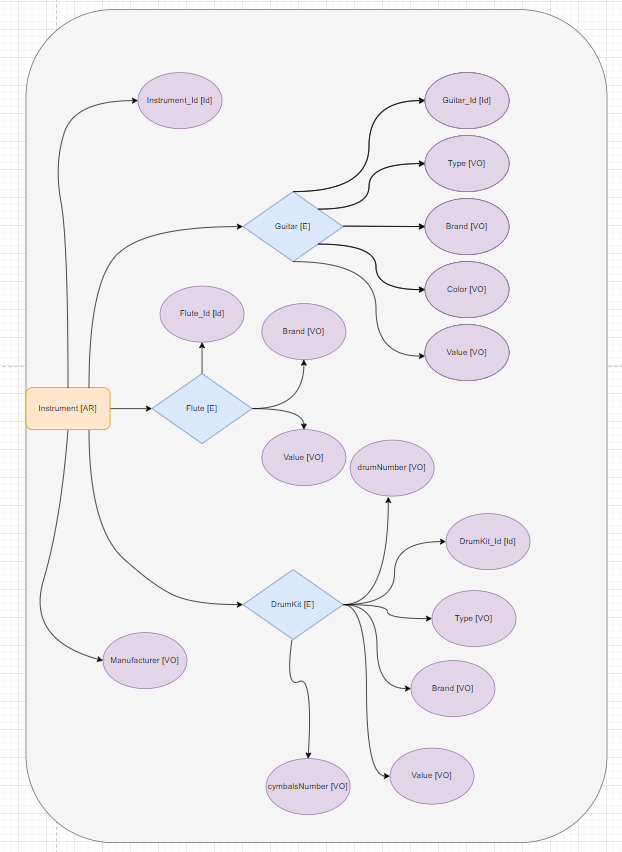 Instrument_Id [Id]
Guitar_Id [Id]
Type [VO]
Guitar [E]
Brand [VO]
Color [VO]
Flute_Id [Id]
Brand [VO]
Value [VO]
Instrument [AR]
Flute [E]
Value [VO]
drumNumber [VO]
DrumKit_Id [Id]
DrumKit [E]
Type [VO]
Manufacturer [VO]
Brand [VO]
Value [VO]
cymbalsNumber [VO]